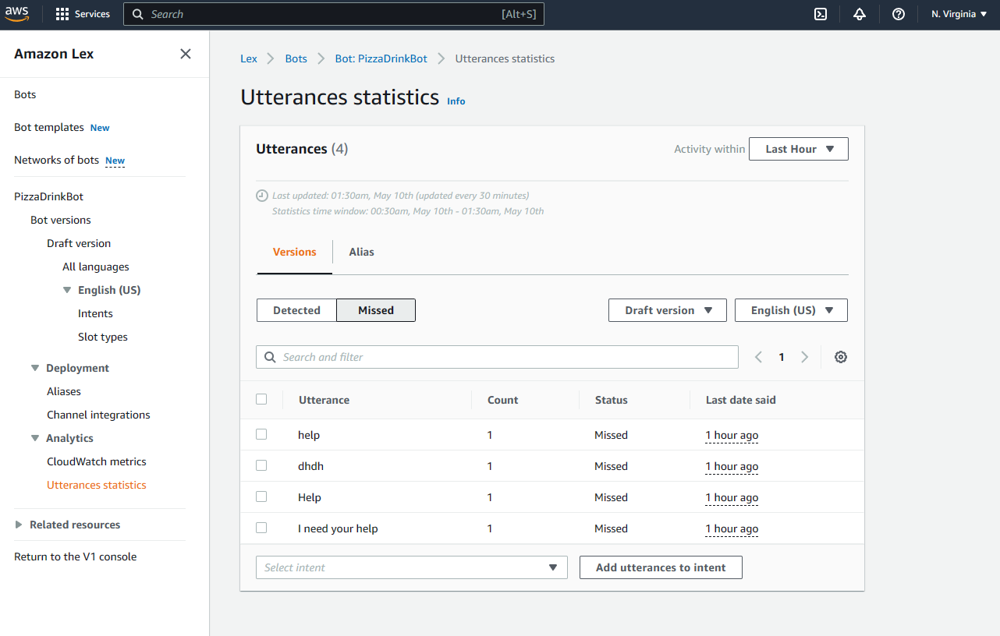 aws Services Search [Alt+S] N. Virginia
Amazon Lex
Bots
Bot templates New
Networks of bots New
PizzaDrinkBot
Bot versions
Draft version
All languages
English (US)
Intents
Slot types
Deployment
Aliases
Channel integrations
Analytics
CloudWatch metrics
Utterances statistics
Related resources
Return to the V1 console
Lex Bots Bot: PizzaDrinkBot Utterances statistics
Utterances statistics Info
Utterances (4) Activity within Last Hour
Last updated: 01:30am, May 10th (updated every 30 minutes)
Statistics time window: 00:30am, May 10th - 01:30am, May 10th
Versions Alias
Detected Missed Draft version English (US)
Search and filter 1
Utterance Count Status Last date said
help 1 Missed 1 hour ago
dhdh 1 Missed 1 hour ago
Help 1 Missed 1 hour ago
I need your help 1 Missed 1 hour ago
Select intent Add utterances to intent